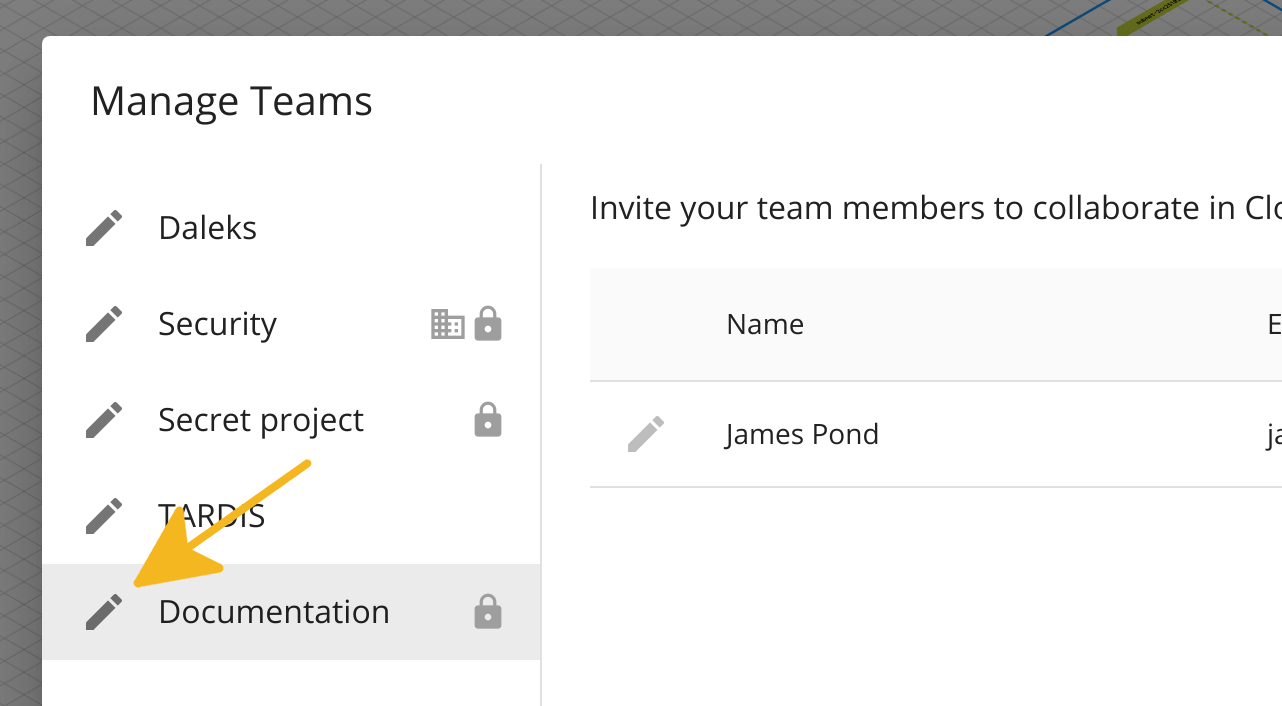 Manage Teams
Daleks
Security
Secret project
TARDIS
Documentation
Invite your team members to collaborate in Clo
Name
E
James Pond
ja